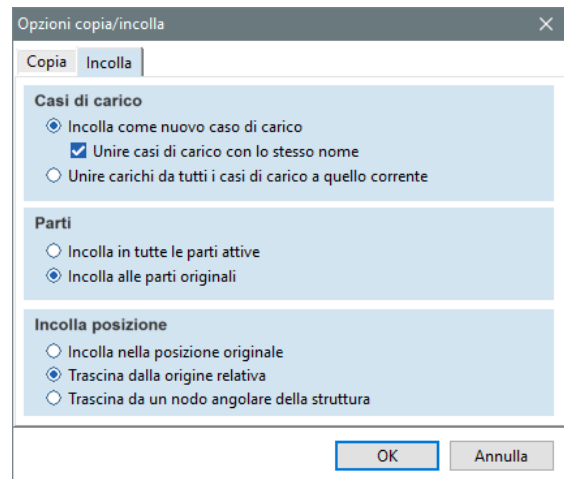 Opzioni copia/incolla
Copia Incolla
Casi di carico
Incolla come nuovo caso di carico
Unire casi di carico con lo stesso nome
Unire carichi da tutti i casi di carico a quello corrente
Parti
Incolla in tutte le parti attive
Incolla alle parti originali
Incolla posizione
Incolla nella posizione originale
Trascina dalla origine relativa
Trascina da un nodo angolare della struttura
OK Annulla